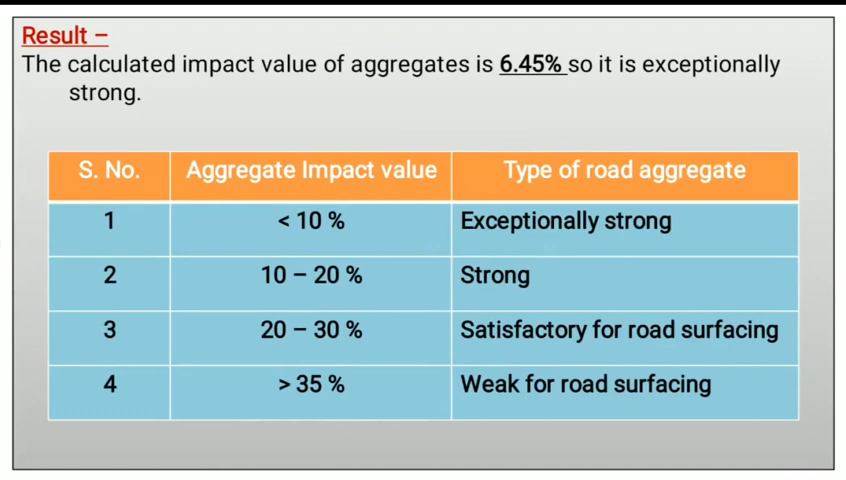 Result –
The calculated impact value of aggregates is 6.45% so it is exceptionally
strong.
S. No. Aggregate Impact value Type of road aggregate
1 < 10 % Exceptionally strong
2 10 – 20 % Strong
3 20 – 30 % Satisfactory for road surfacing
4 > 35 % Weak for road surfacing